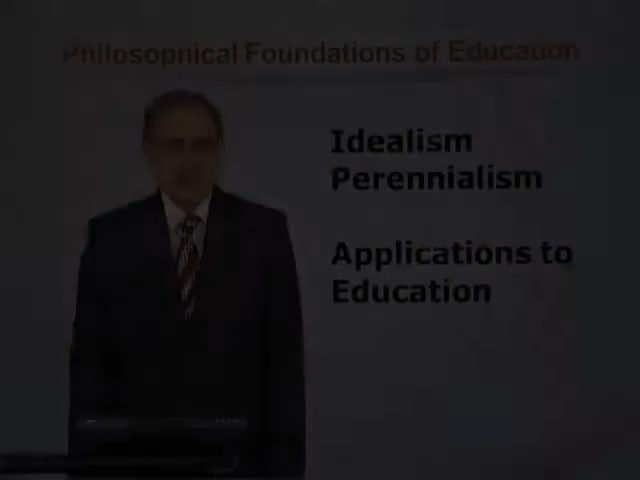 Philosophical Foundations of Education
Idealism
Perennialism
Applications to
Education